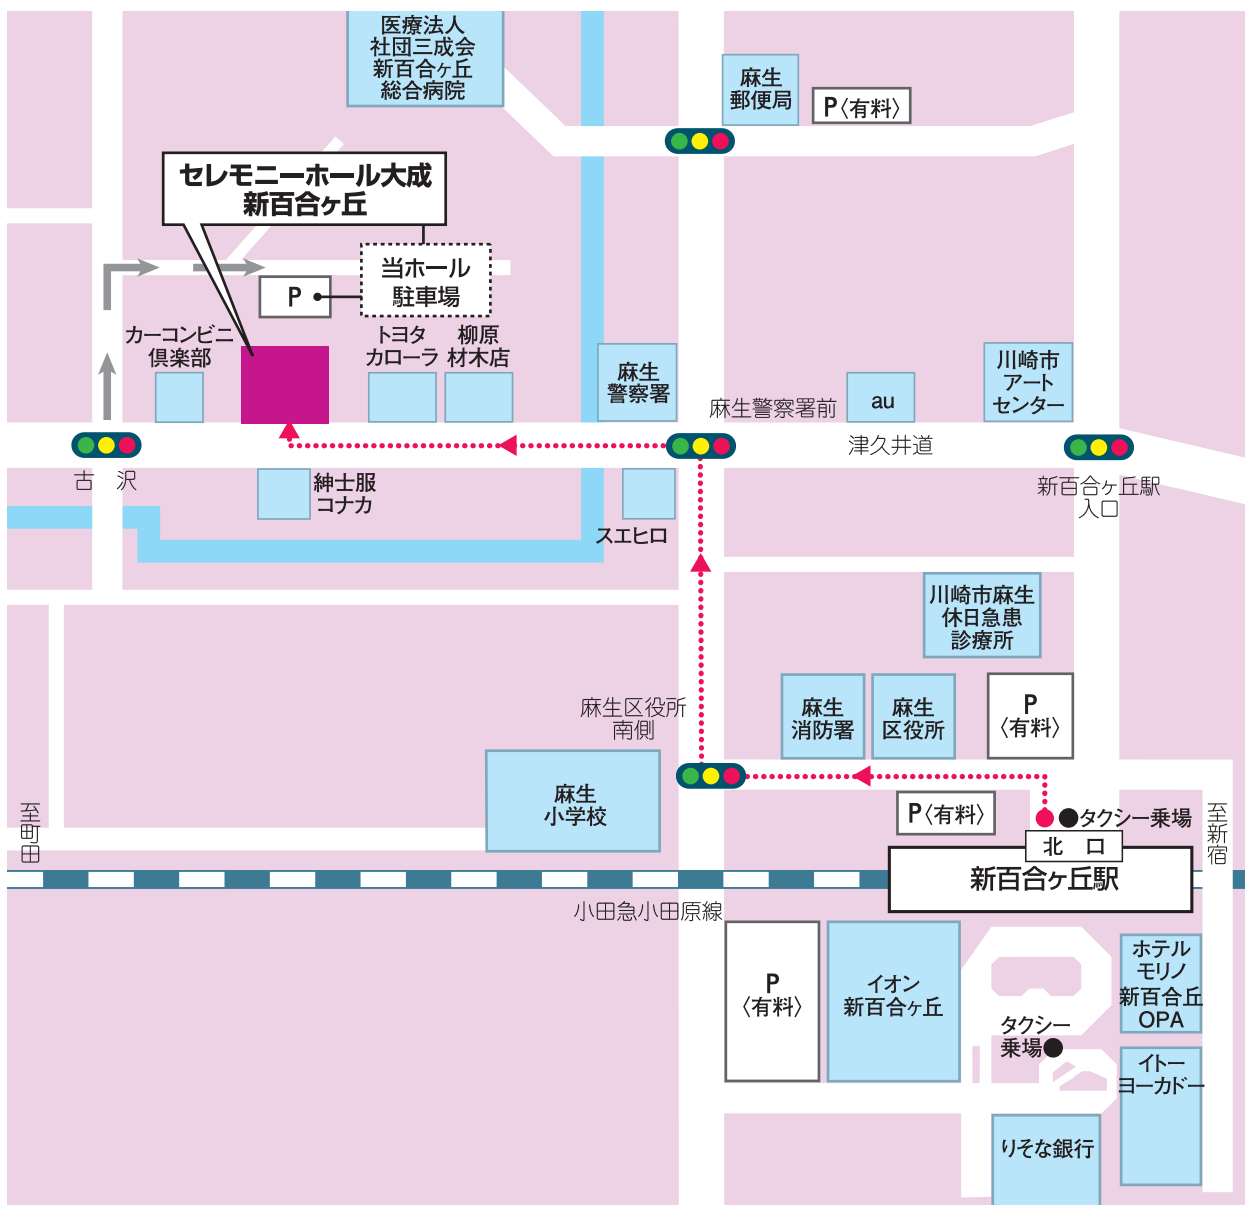 医療法人
社団三成会
新百合ヶ丘
総合病院
麻生
郵便局
P〈有料〉
セレモニーホール大成
新百合ヶ丘
当ホール
駐車場
P
カーコンビニ
倶楽部
トヨタ
カローラ
柳原
材木店
麻生
警察署
麻生警察署前
au
川崎市
アート
センター
津久井道
古 沢
紳士服
コナカ
スエヒロ
新百合ヶ丘駅
入口
川崎市麻生
休日急患
診療所
麻生区役所
南側
麻生
消防署
麻生
区役所
P
〈有料〉
麻生
小学校
P〈有料〉
タクシー乗場
至町田
至新宿
北 口
新百合ヶ丘駅
小田急小田原線
P
〈有料〉
イオン
新百合ヶ丘
ホテル
モリノ
新百合丘
OPA
タクシー
乗場
イトー
ヨーカドー
りそな銀行